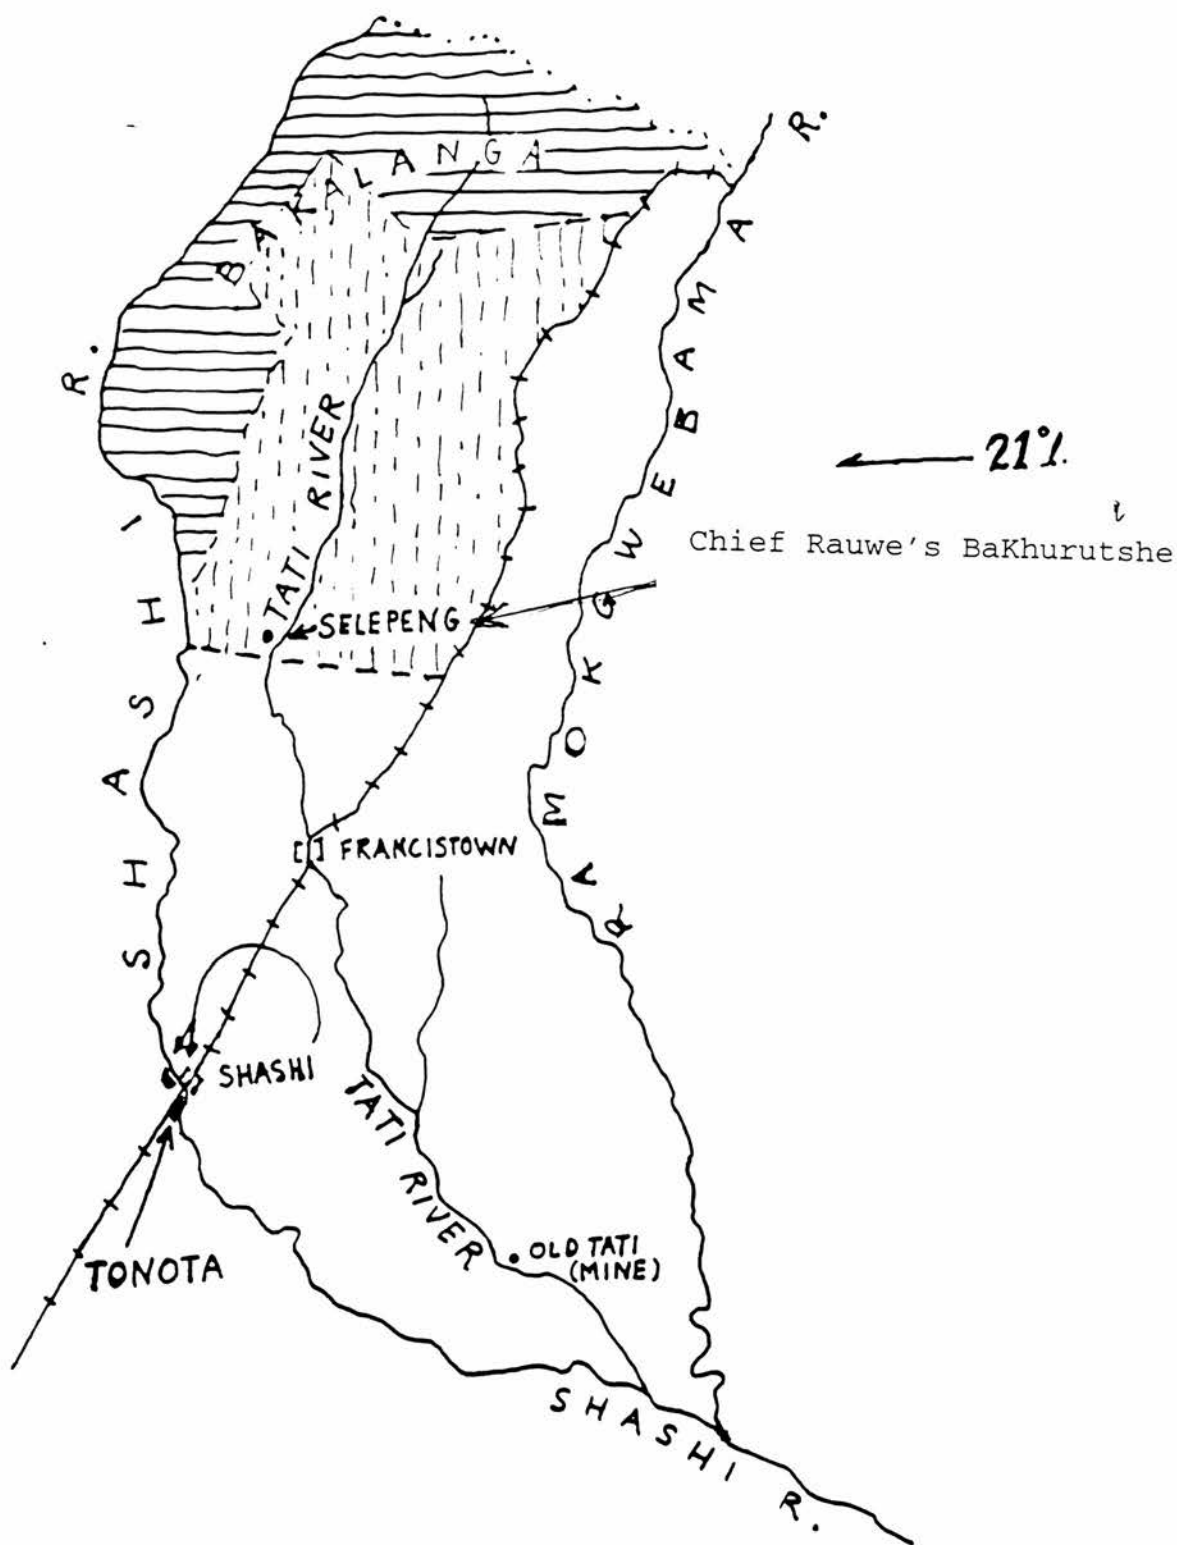 BAKALANGA
SHASHI R.
RAMOKGWEBAMA R.
TATI RIVER
21%
Chief Rauwe's BaKhurutshe
SELEPENG
FRANCISTOWN
SHASHI
TATI RIVER
TONOTA
OLD TATI
(MINE)
SHASHI R.